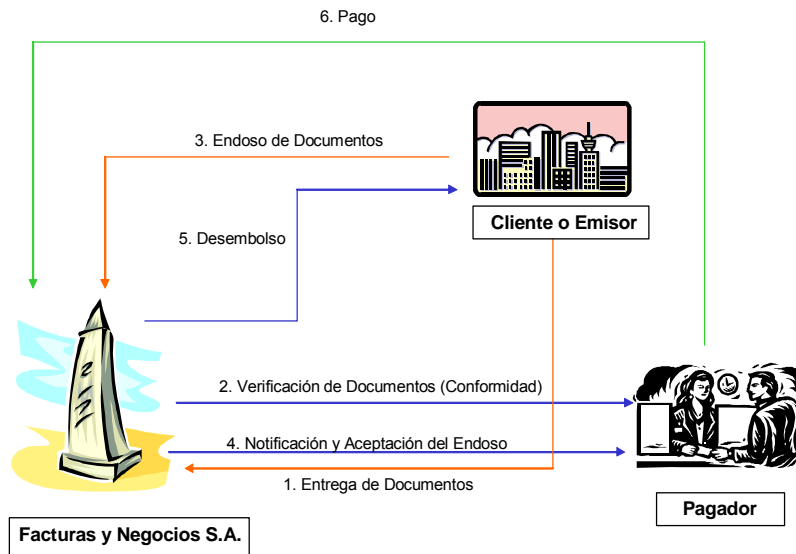 6. Pago
3. Endoso de Documentos
Cliente o Emisor
5. Desembolso
2. Verificación de Documentos (Conformidad)
4. Notificación y Aceptación del Endoso
1. Entrega de Documentos
Pagador
Facturas y Negocios S.A.